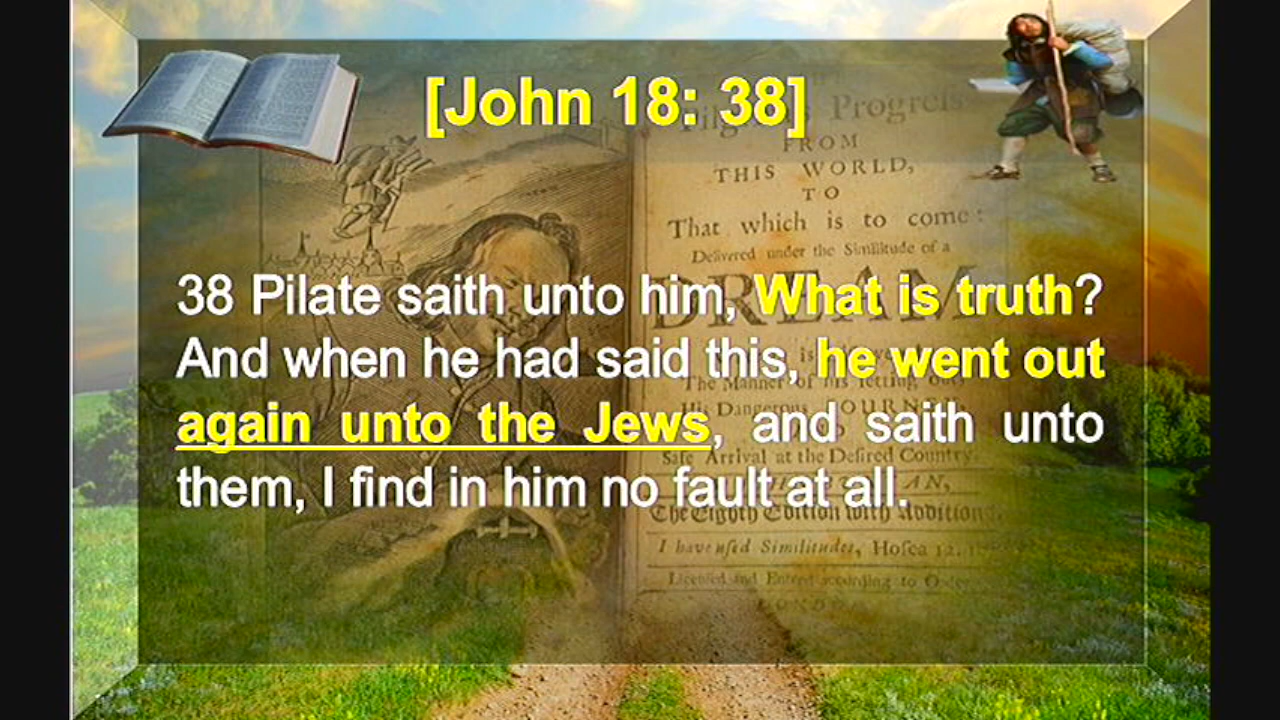 [John 18: 38]
Pilgrim's Progress
FROM
THIS WORLD,
TO
That which is to come:
Delivered under the Similitude of a
DREAM
38 Pilate saith unto him, What is truth?
And when he had said this, he went out
The Manner of his setting out,
His Dangerous JOURNEY
again unto the Jews, and saith unto
Safe Arrival at the Desired Country.
them, I find in him no fault at all.
The Eighth Edition with Additions.
I have used Similitudes, Hosea 12. 10
Licensed and Entred according to Order
LONDON